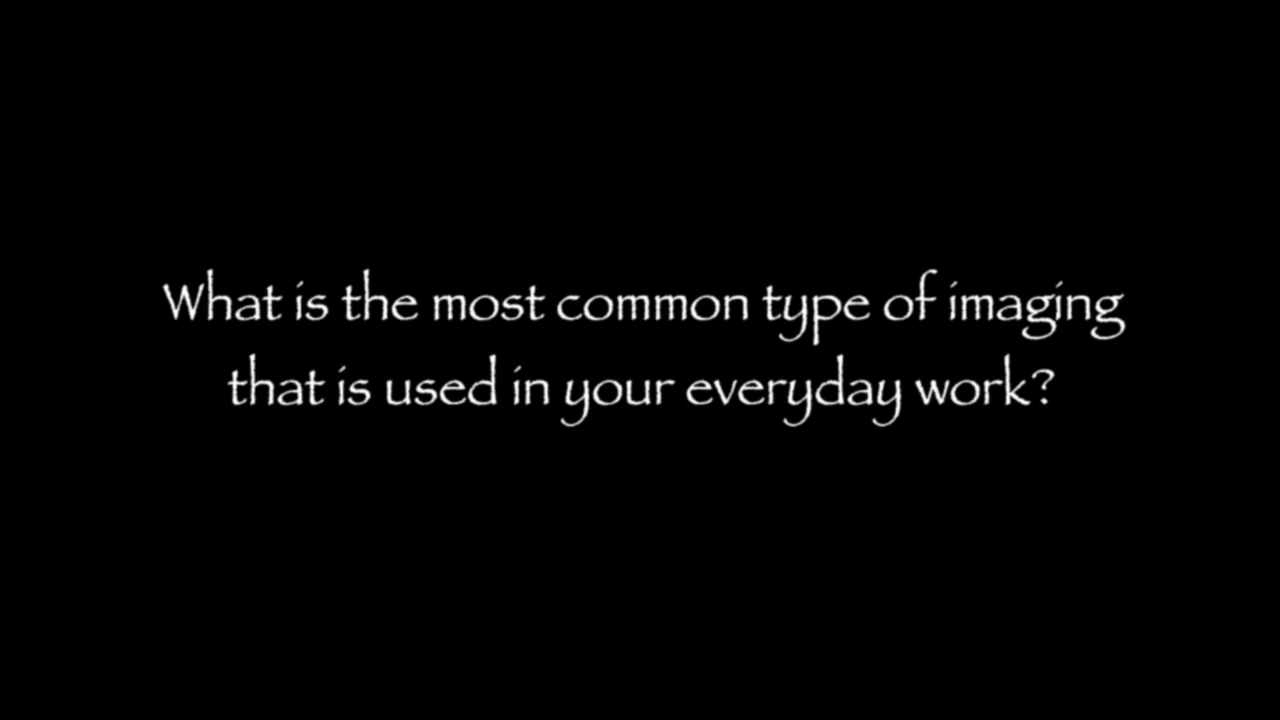 What is the most common type of imaging
that is used in your everyday work?